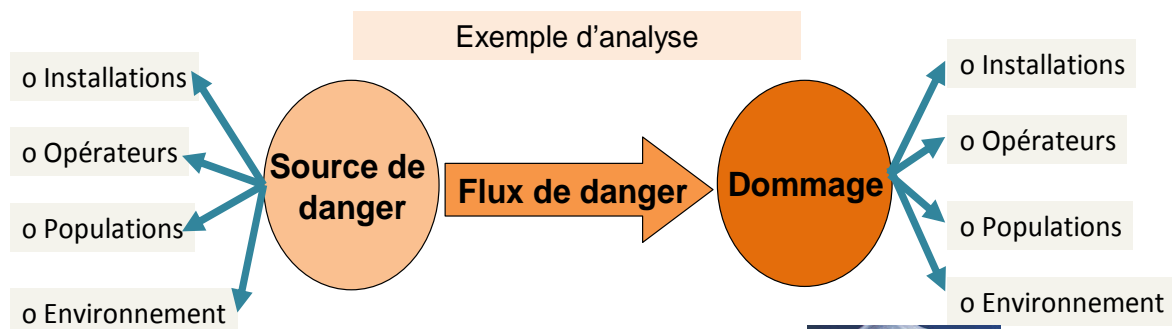 Exemple d'analyse
o Installations
o Opérateurs
o Populations
o Environnement
Source de
danger
Flux de danger
Dommage
o Installations
o Opérateurs
o Populations
o Environnement